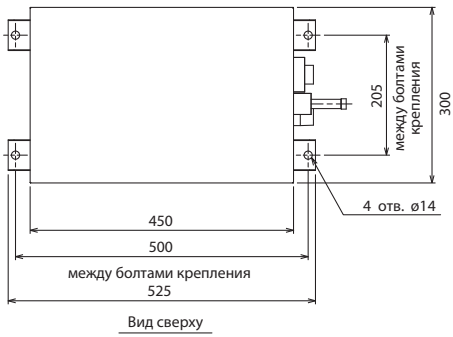 205
между болтами
крепления
300
4 отв. ø14
450
500
между болтами крепления
525
Вид сверху